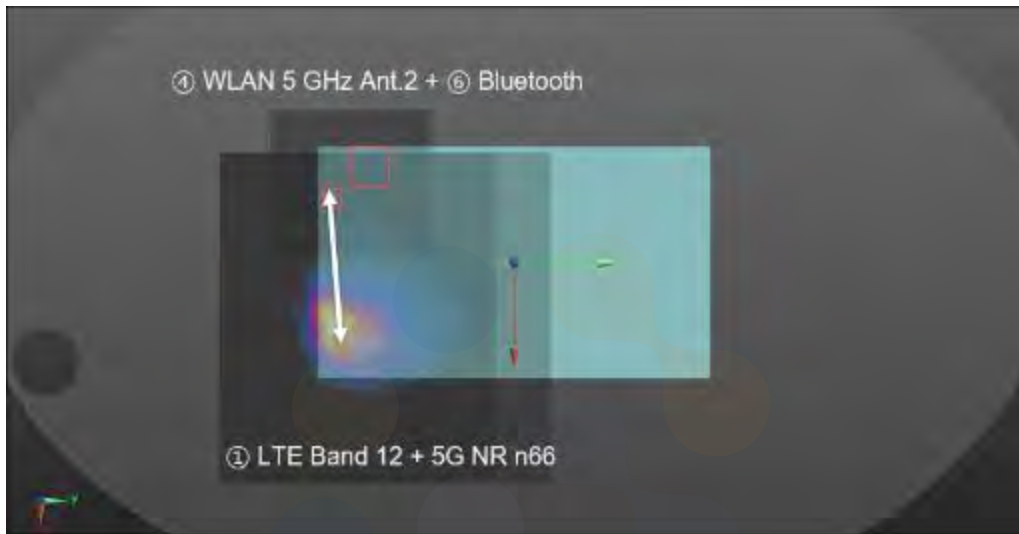 ④ WLAN 5 GHz Ant.2 + ⑥ Bluetooth
① LTE Band 12 + 5G NR n66